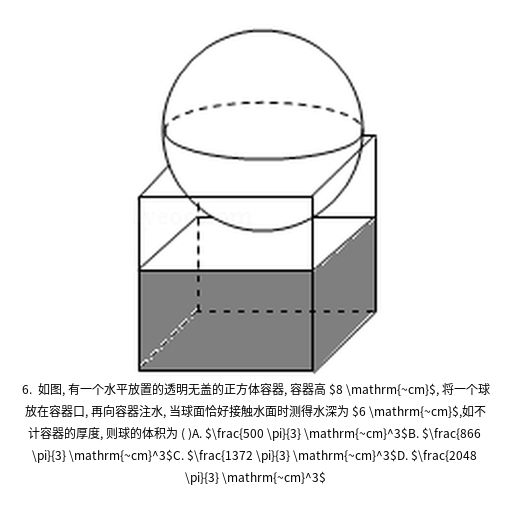 6. 如图, 有一个水平放置的透明无盖的正方体容器, 容器高 $8 \mathrm{~cm}$, 将一个球
放在容器口, 再向容器注水, 当球面恰好接触水面时测得水深为 $6 \mathrm{~cm}$,如不
计容器的厚度, 则球的体积为 ( )A. $\frac{500 \pi}{3} \mathrm{~cm}^3$B. $\frac{866
\pi}{3} \mathrm{~cm}^3$C. $\frac{1372 \pi}{3} \mathrm{~cm}^3$D. $\frac{2048
\pi}{3} \mathrm{~cm}^3$